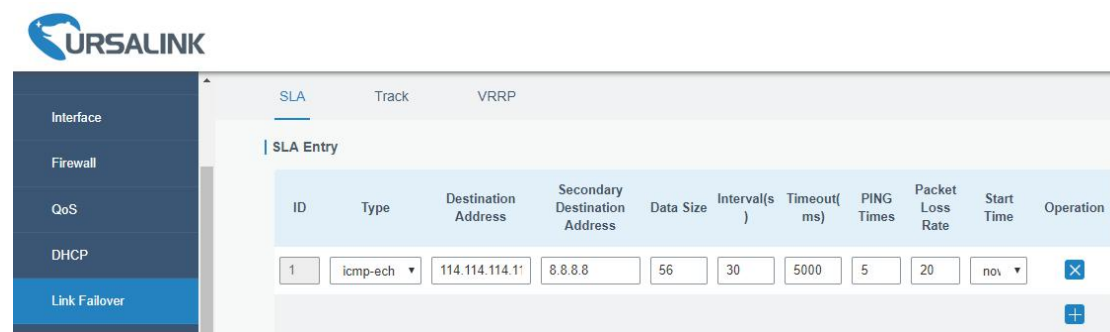 URSALINK
SLA Track VRRP
Interface
SLA Entry
Firewall
ID Type Destination Address Secondary Destination Address Data Size Interval(s) Timeout(ms) PING Times Packet Loss Rate Start Time Operation
QoS
DHCP
1 icmp-ech 114.114.114.11 8.8.8.8 56 30 5000 5 20 nov
Link Failover